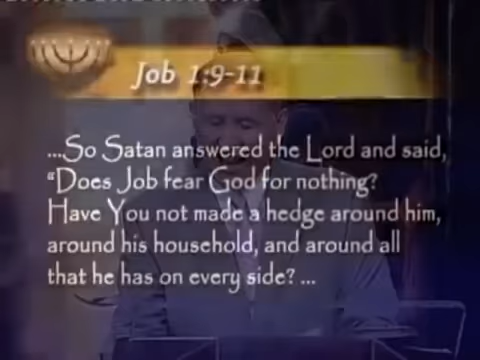 Job 1:9-11
...So Satan answered the Lord and said,
“Does Job fear God for nothing?
Have You not made a hedge around him,
around his household, and around all
that he has on every side? ...